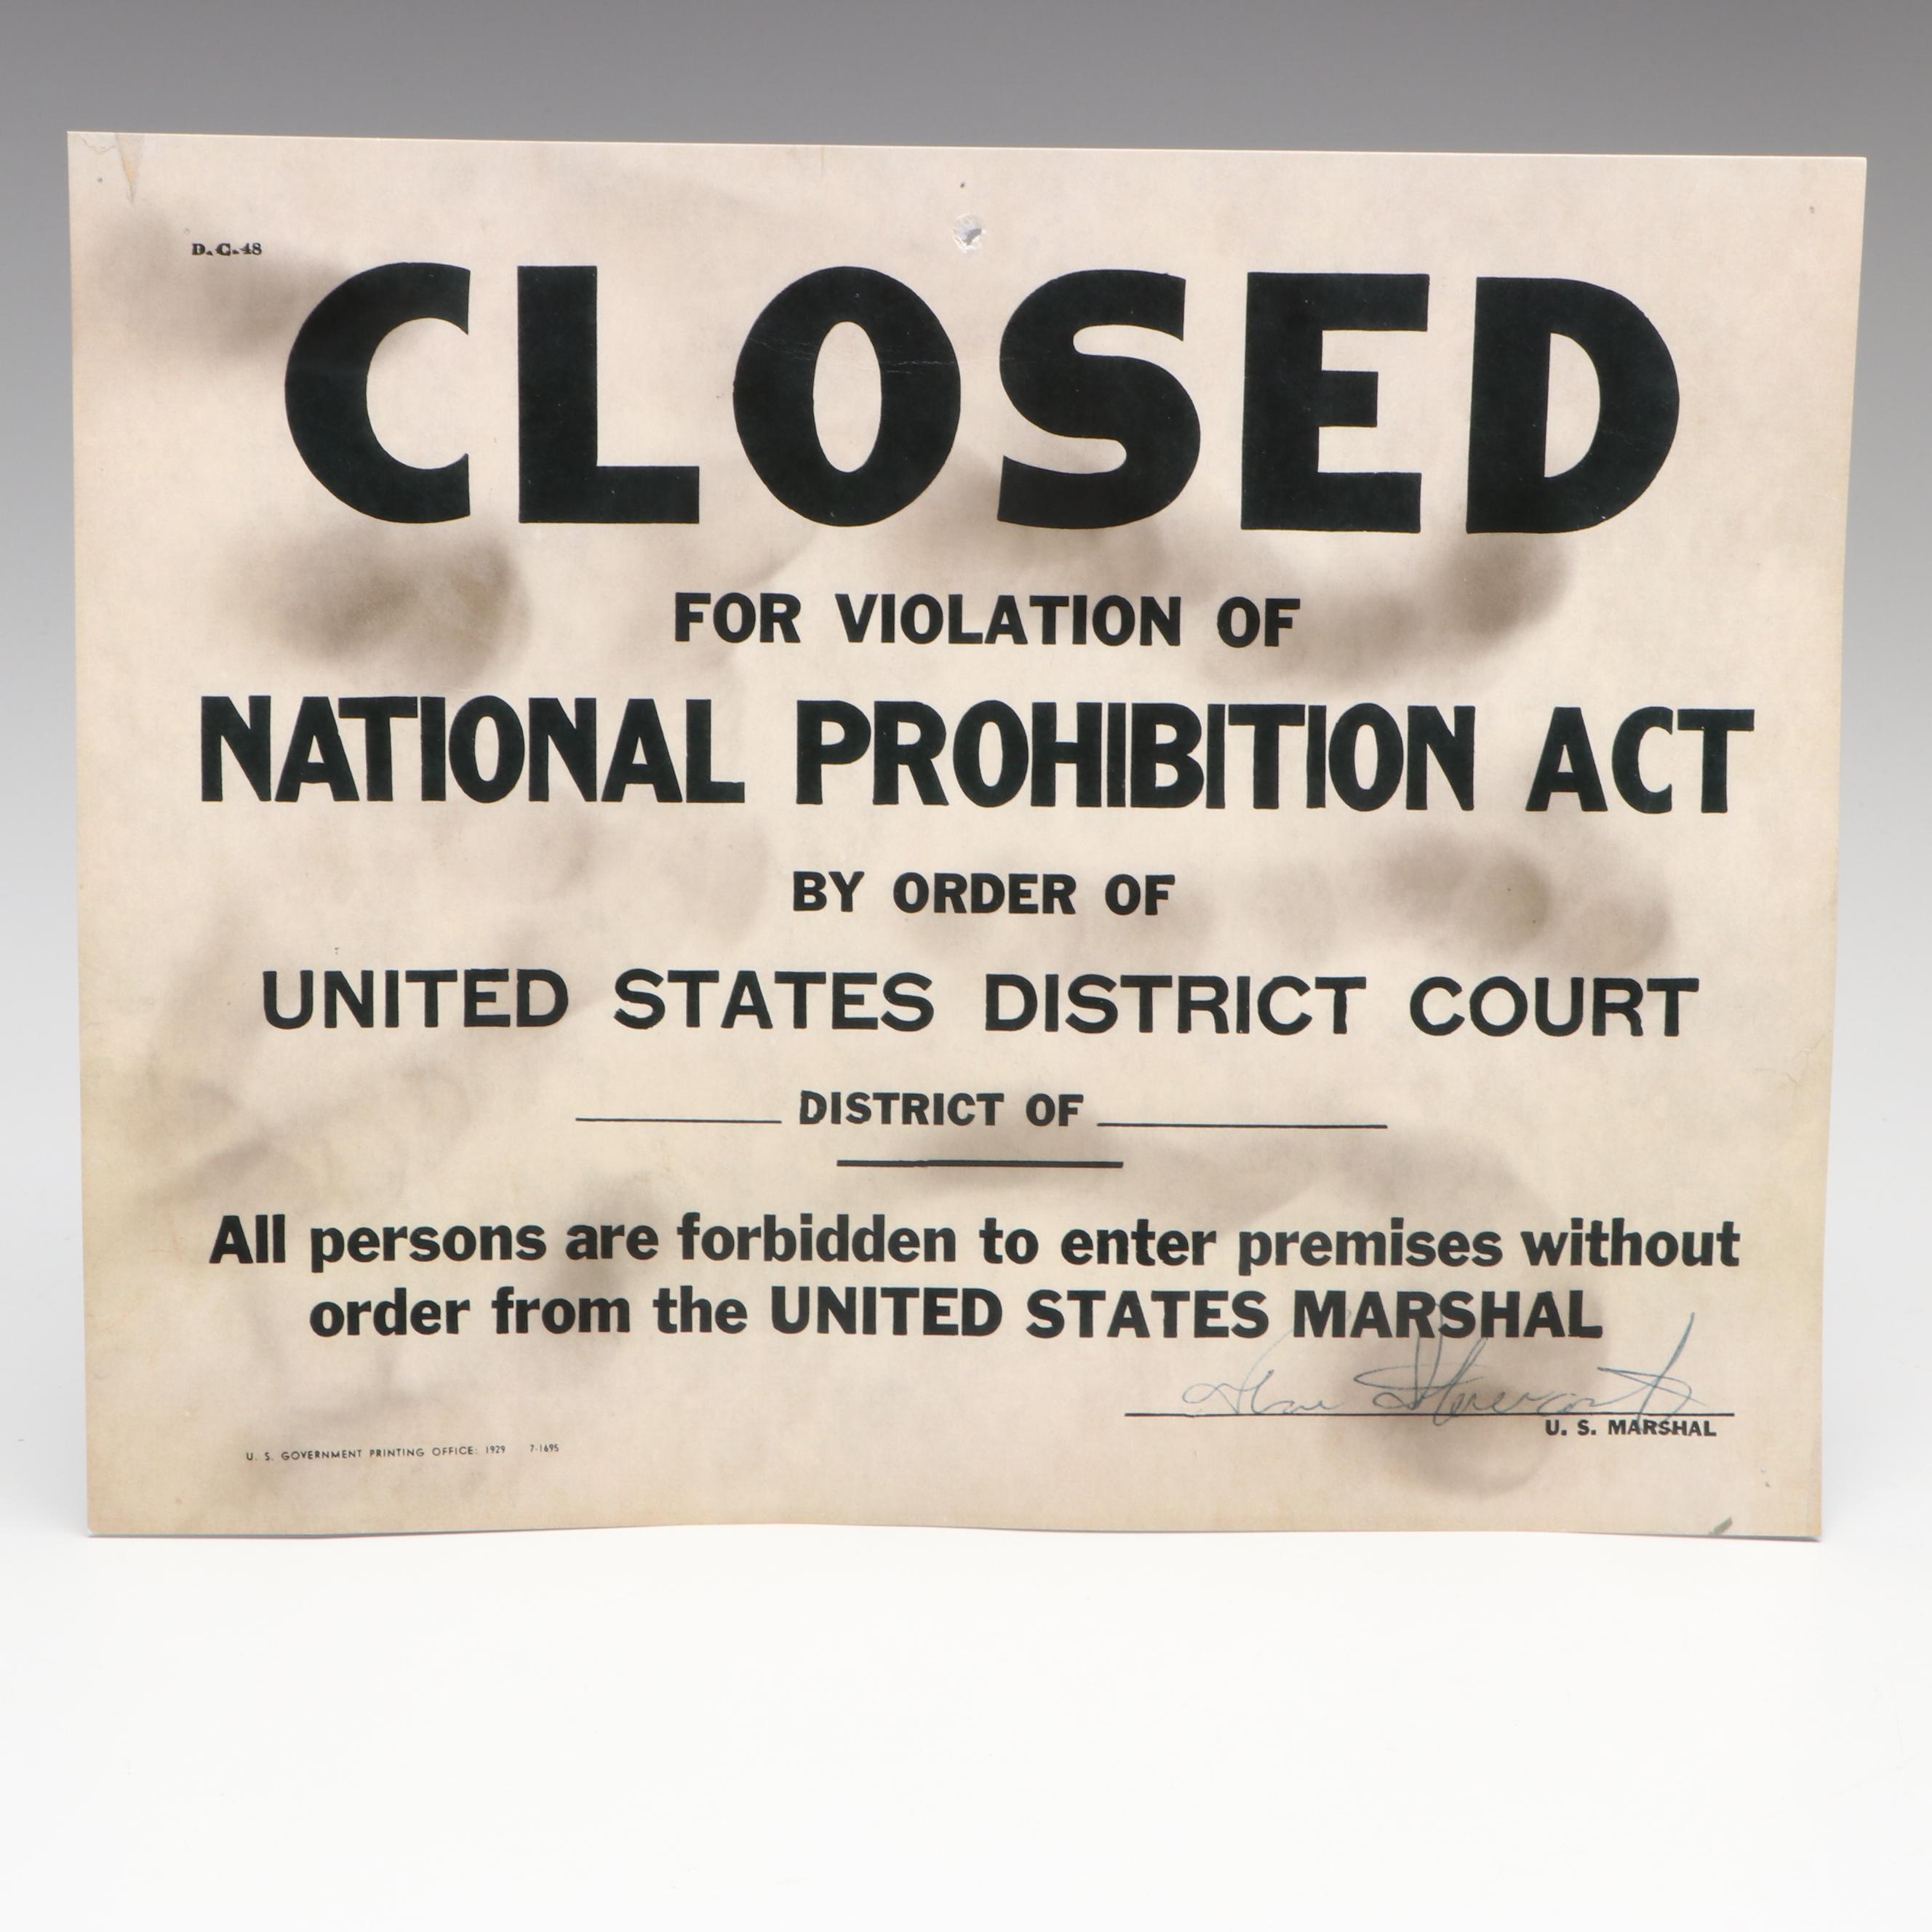 D. C. 48
CLOSED
FOR VIOLATION OF
NATIONAL PROHIBITION ACT
BY ORDER OF
UNITED STATES DISTRICT COURT
DISTRICT OF
All persons are forbidden to enter premises without
order from the UNITED STATES MARSHAL
U. S. MARSHAL
U. S. GOVERNMENT PRINTING OFFICE: 1929 7-1695